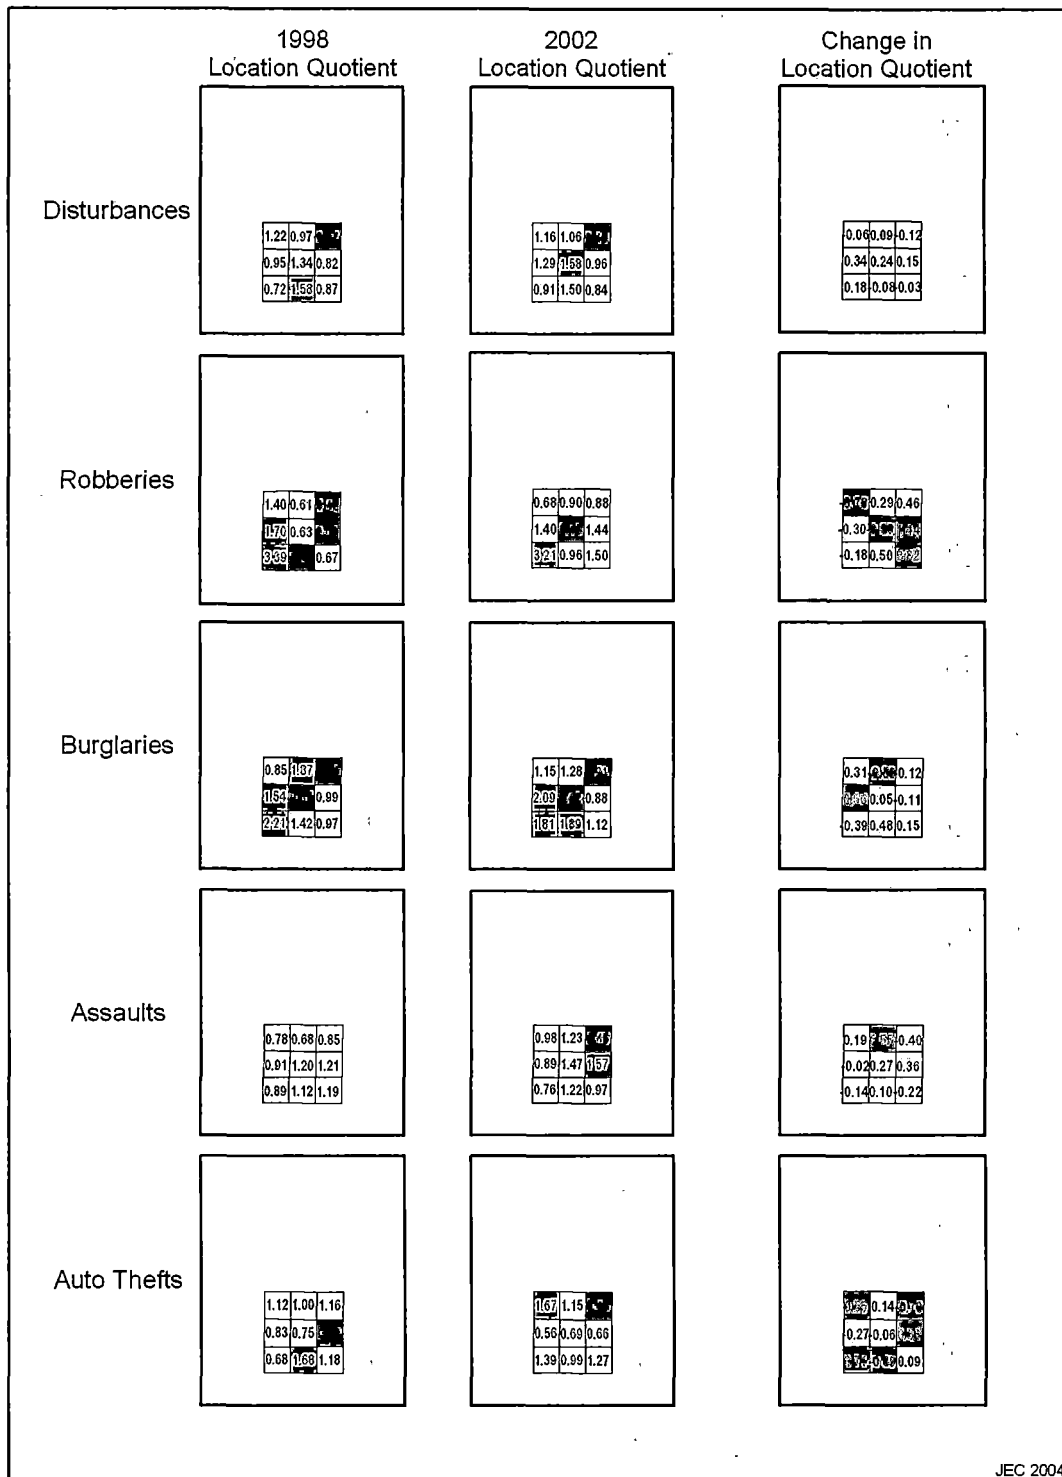 1998
Location Quotient
2002
Location Quotient
Change in
Location Quotient
Disturbances
1.22 0.97
0.95 1.34 0.82
0.72 1.58 0.87
1.16 1.06
1.29 1.58 0.96
0.91 1.50 0.84
-0.06 0.09 -0.12
0.34 0.24 0.15
0.18 -0.08 -0.03
Robberies
1.40 0.61
1.70 0.63
3.39 0.67
0.68 0.90 0.88
1.40 1.44
3.21 0.96 1.50
0.29 0.46
-0.30
-0.18 0.50
Burglaries
0.85 1.87
1.54 0.99
2.21 1.42 0.97
1.15 1.28
2.09 0.88
1.81 1.89 1.12
0.31 0.12
0.05 -0.11
-0.39 0.48 0.15
Assaults
0.78 0.68 0.85
0.91 1.20 1.21
0.89 1.12 1.19
0.98 1.23
0.89 1.47 1.57
0.76 1.22 0.97
0.19 -0.40
-0.02 0.27 0.36
-0.14 0.10 -0.22
Auto Thefts
1.12 1.00 1.16
0.83 0.75
0.68 1.68 1.18
1.67 1.15
0.56 0.69 0.66
1.39 0.99 1.27
0.14
-0.27 -0.06
0.09
JEC 2004